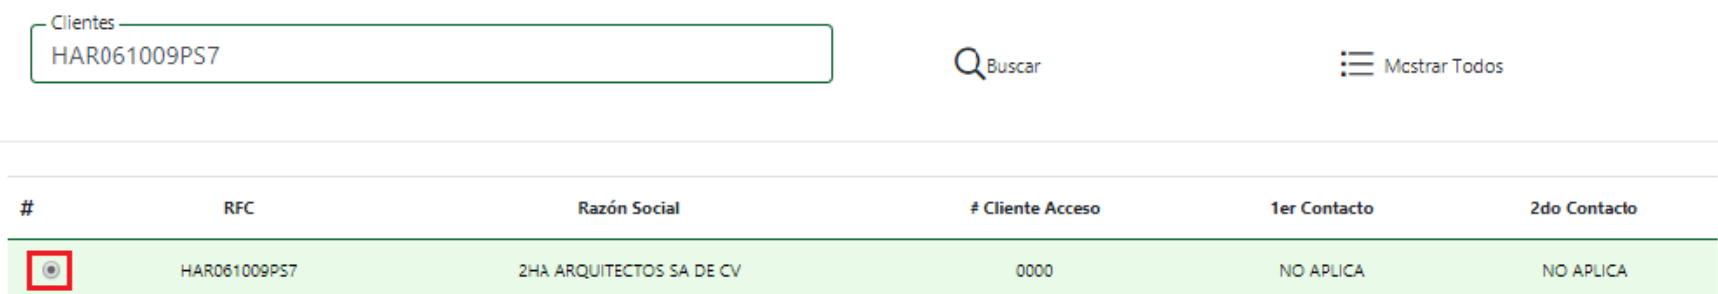 Clientes
HAR061009PS7
Buscar
Mostrar Todos
# RFC Razón Social # Cliente Acceso 1er Contacto 2do Contacto
HAR061009PS7 2HA ARQUITECTOS SA DE CV 0000 NO APLICA NO APLICA